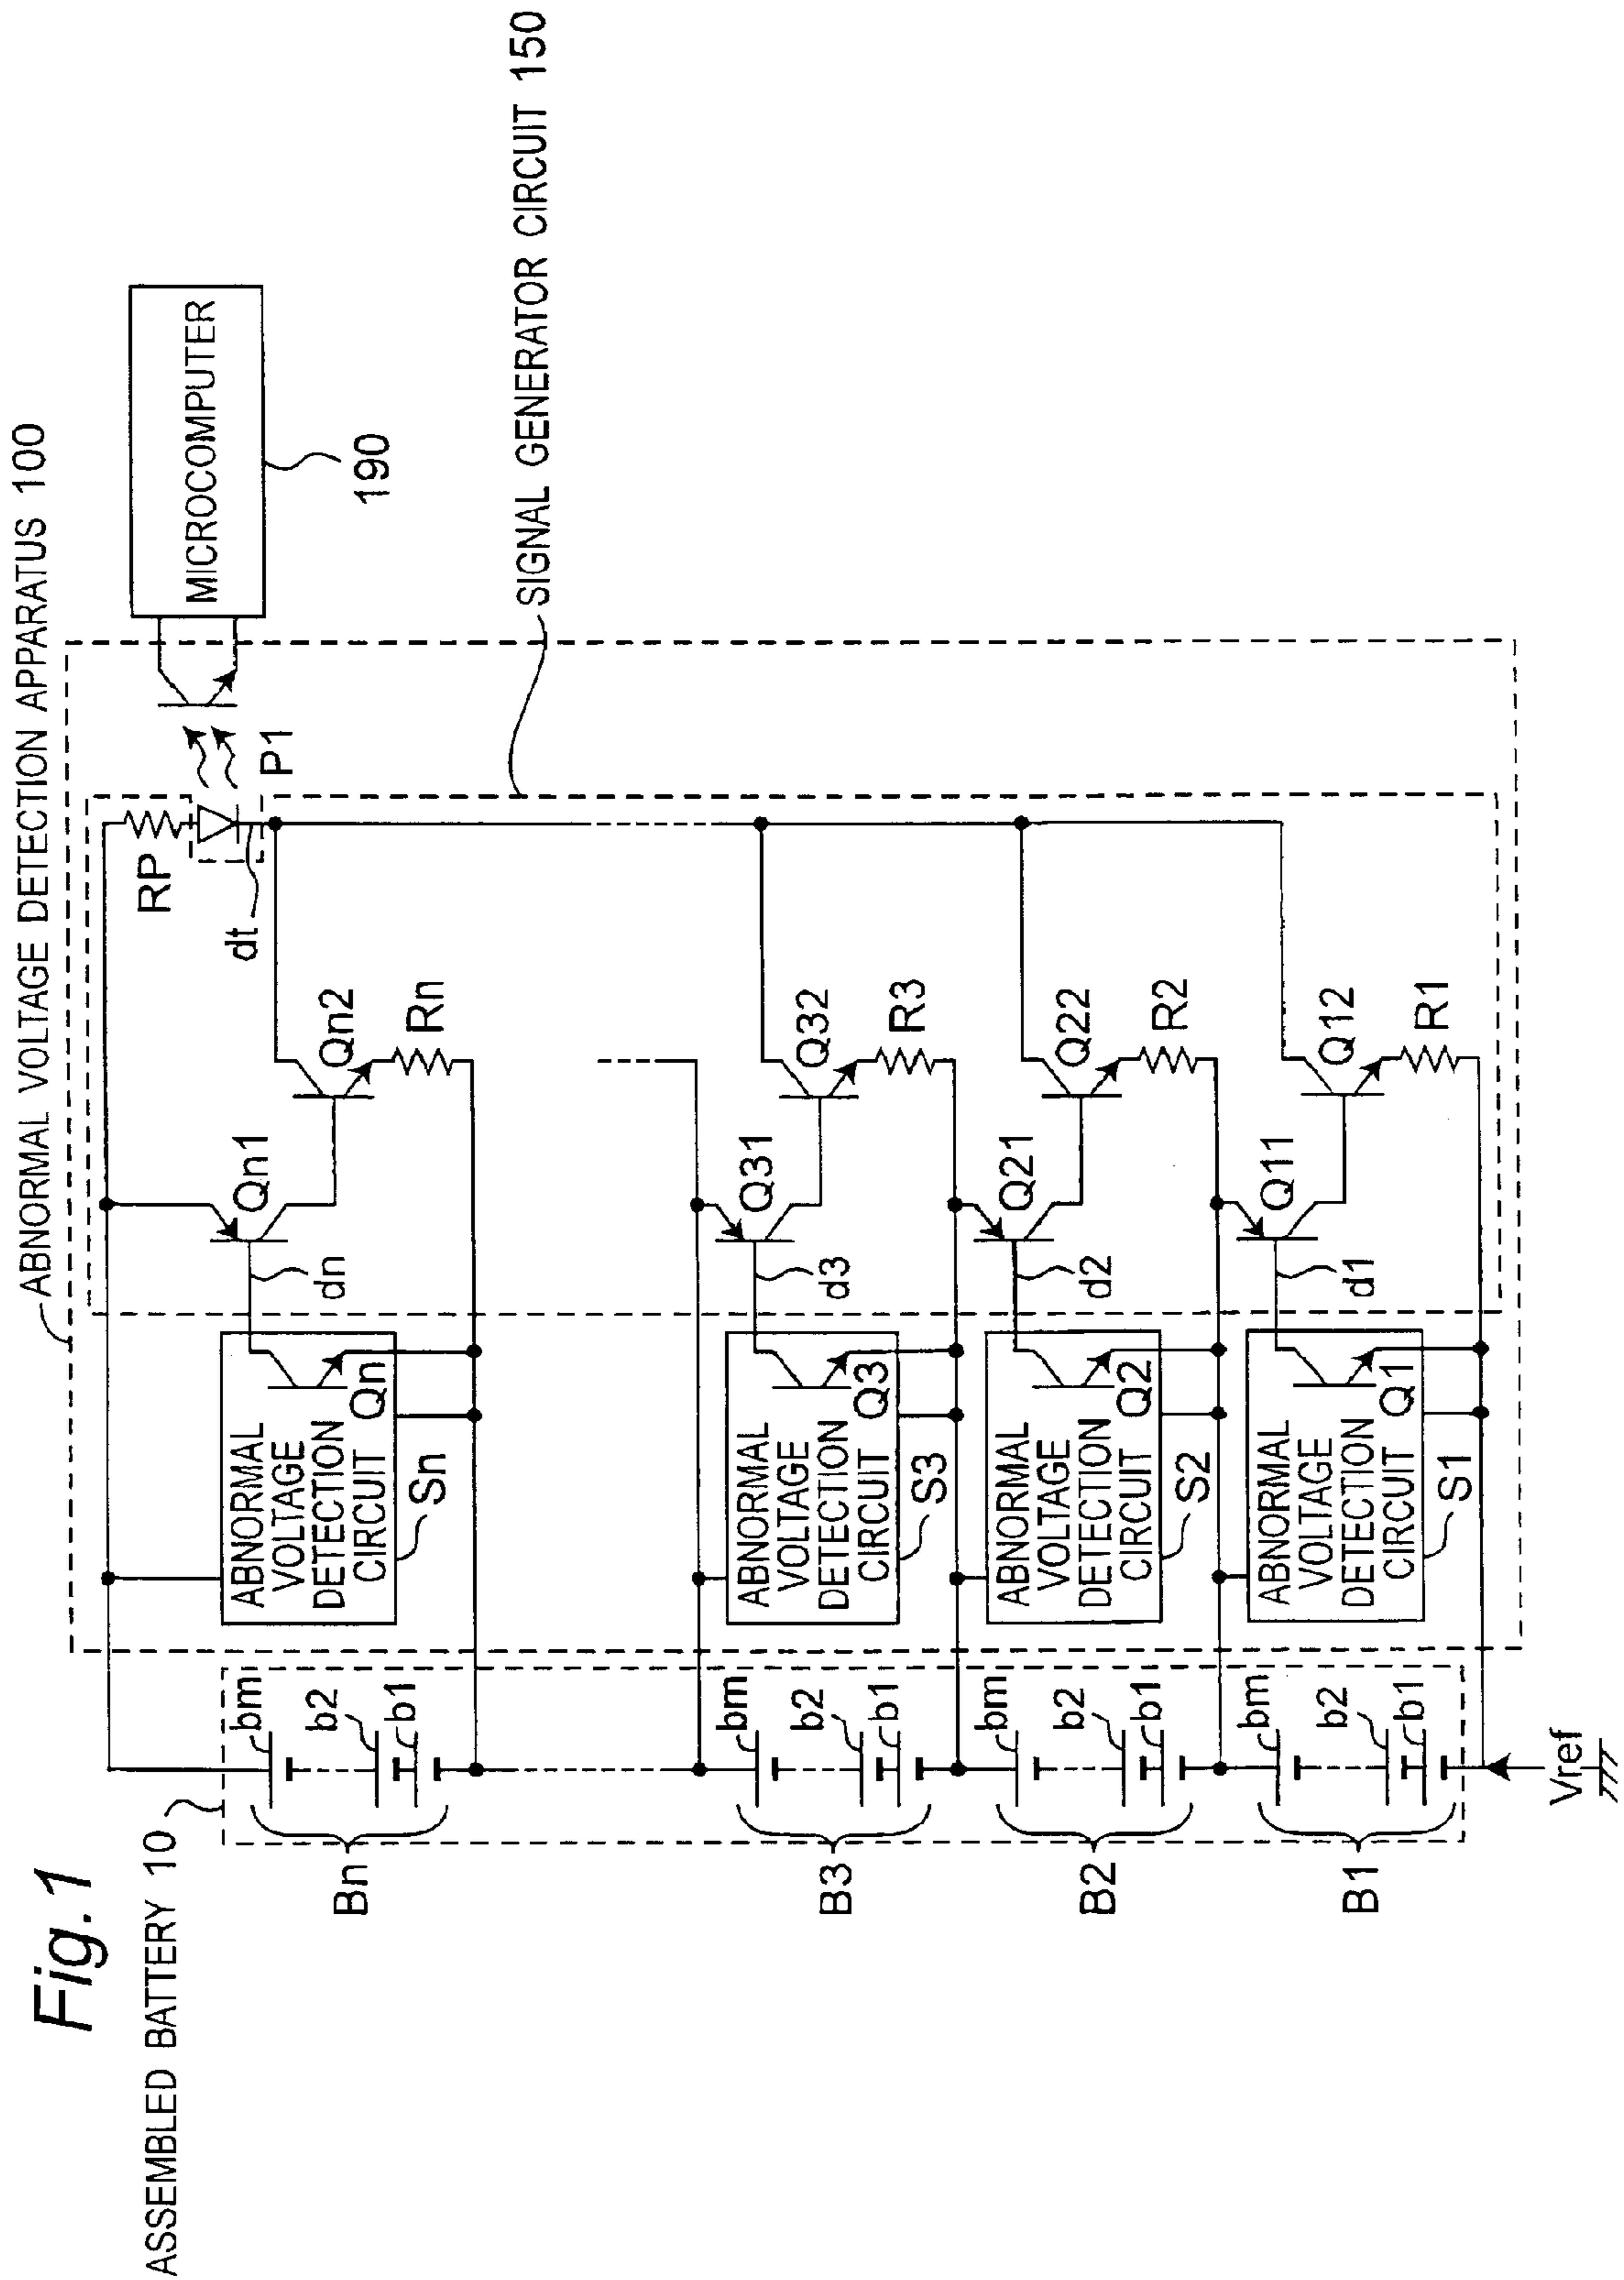 Fig. 1
ABNORMAL VOLTAGE DETECTION APPARATUS 100
ASSEMBLED BATTERY 10
MICROCOMPUTER
190
SIGNAL GENERATOR CIRCUIT 150
RP
P1
dt
Bn
bm
b2
b1
ABNORMAL
VOLTAGE
DETECTION
CIRCUIT
Qn
Sn
dn
Qn1
Qn2
Rn
B3
bm
b2
b1
ABNORMAL
VOLTAGE
DETECTION
CIRCUIT
Q3
S3
d3
Q31
Q32
R3
B2
bm
b2
b1
ABNORMAL
VOLTAGE
DETECTION
CIRCUIT
Q2
S2
d2
Q21
Q22
R2
B1
bm
b2
b1
ABNORMAL
VOLTAGE
DETECTION
CIRCUIT
Q1
S1
d1
Q11
Q12
R1
Vref